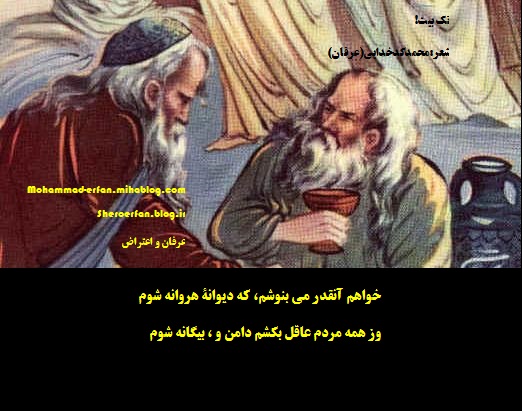 تک بیت!
شعر: محمدکدخدایی(عرفان)
Mohammad-erfan.mihablog.com
Sheroerfan.blog.ir
عرفان و اعتراض
خواهم آنقدر می بنوشم، که دیوانهٔ هروانه شوم
وز همه مردم عاقل بکشم دامن و ، بیگانه شوم